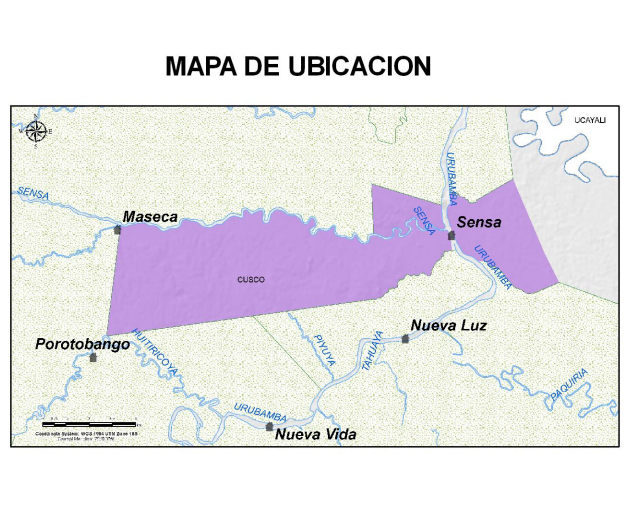 MAPA DE UBICACION
N
W
E
S
UCAYALI
URUBAMBA
SENSA
Maseca
SENSA
Sensa
URUBAMBA
CUSCO
Nueva Luz
Porotobango
HUITIRICOYA
PIYUYA
TAHUAYA
PAQUIRIA
URUBAMBA
Nueva Vida